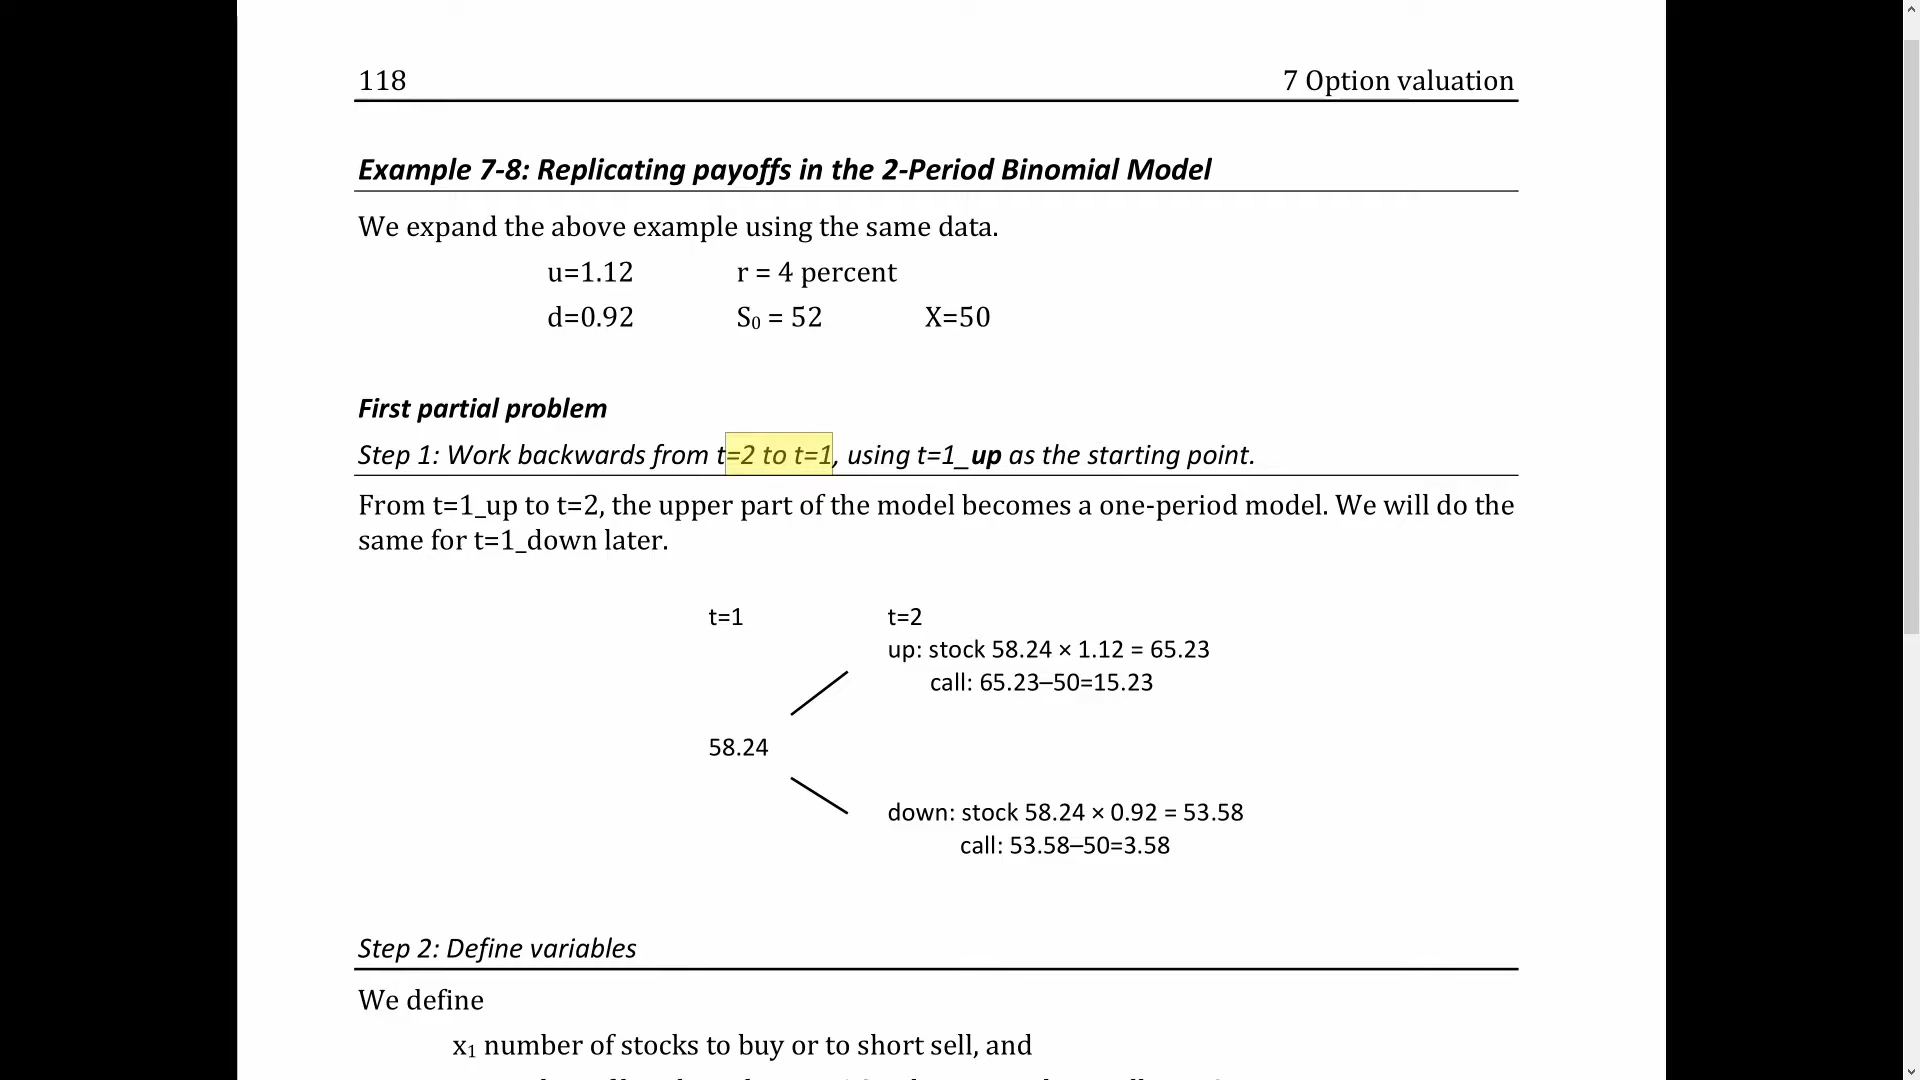 118 7 Option valuation
Example 7-8: Replicating payoffs in the 2-Period Binomial Model
We expand the above example using the same data.
u=1.12 r = 4 percent
d=0.92 S₀ = 52 X=50
First partial problem
Step 1: Work backwards from t=2 to t=1, using t=1_up as the starting point.
From t=1_up to t=2, the upper part of the model becomes a one-period model. We will do the
same for t=1_down later.
t=1 t=2
up: stock 58.24 × 1.12 = 65.23
call: 65.23–50=15.23
58.24
down: stock 58.24 × 0.92 = 53.58
call: 53.58–50=3.58
Step 2: Define variables
We define
x₁ number of stocks to buy or to short sell, and